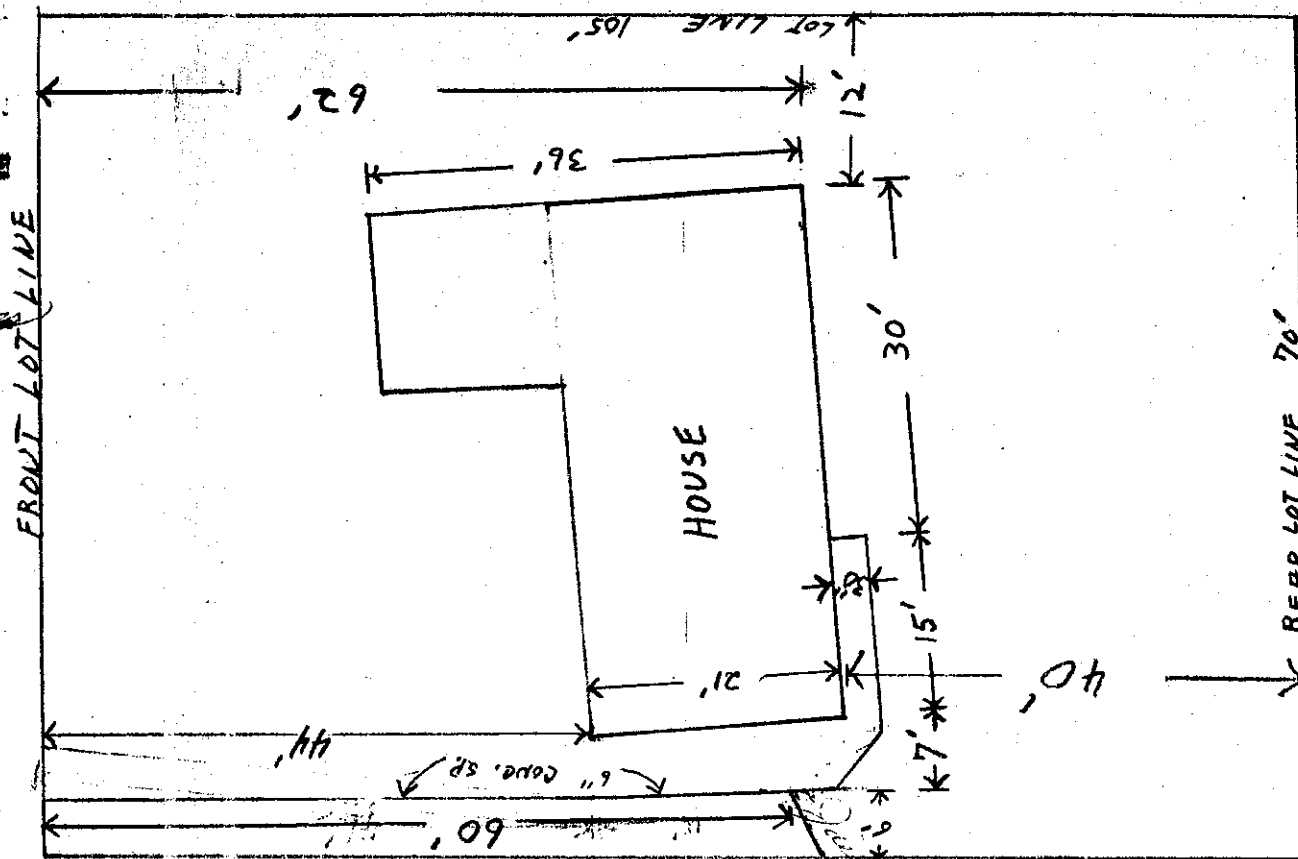 FRONT LOT LINE
LOT LINE 105'
62'
12'
36'
30'
HOUSE
15'
21'
40'
7'
44'
6" CONC. SP.
60'
REAR LOT LINE 70'